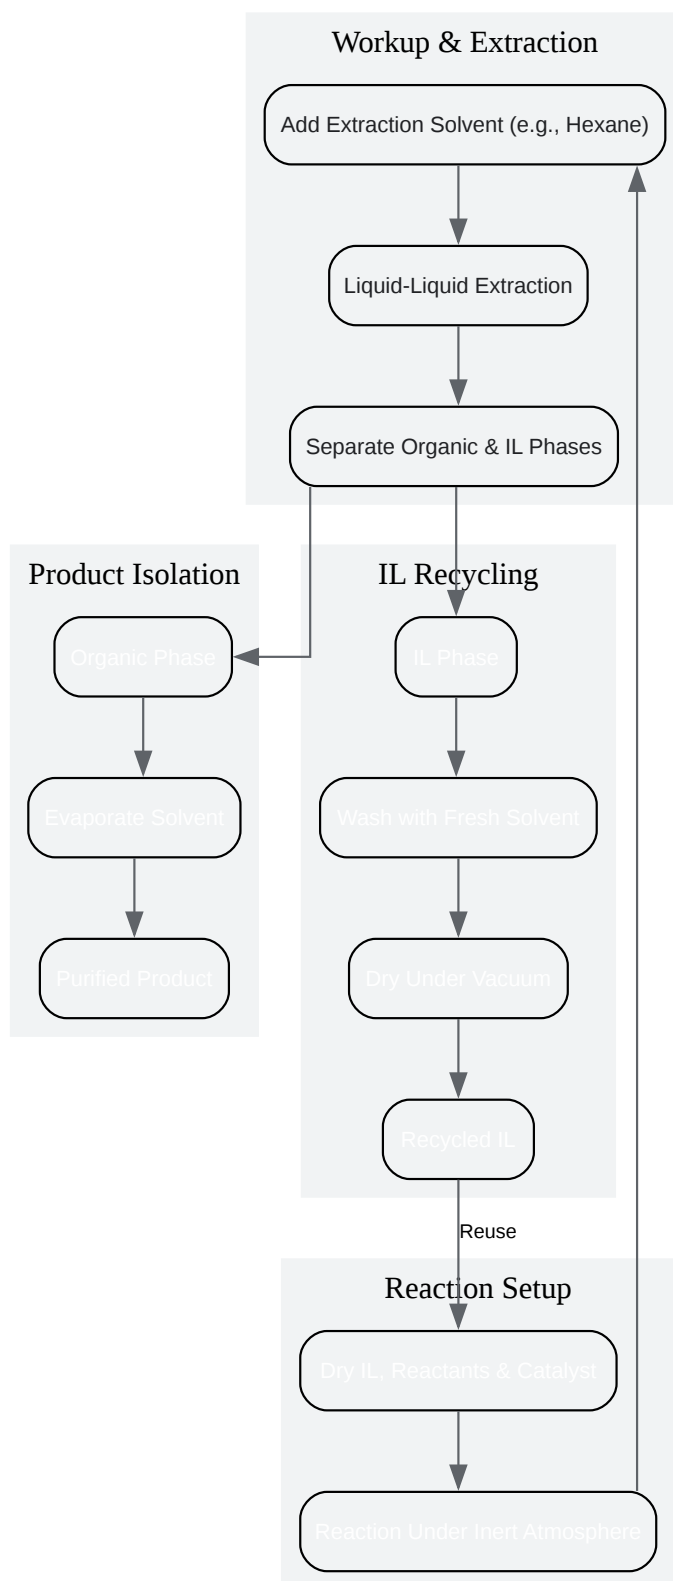 Workup & Extraction
Add Extraction Solvent (e.g., Hexane)
Liquid-Liquid Extraction
Separate Organic & IL Phases
Product Isolation
Organic Phase
Evaporate Solvent
Purified Product
IL Recycling
IL Phase
Wash with Fresh Solvent
Dry Under Vacuum
Recycled IL
Reuse
Reaction Setup
Dry IL, Reactants & Catalyst
Reaction Under Inert Atmosphere